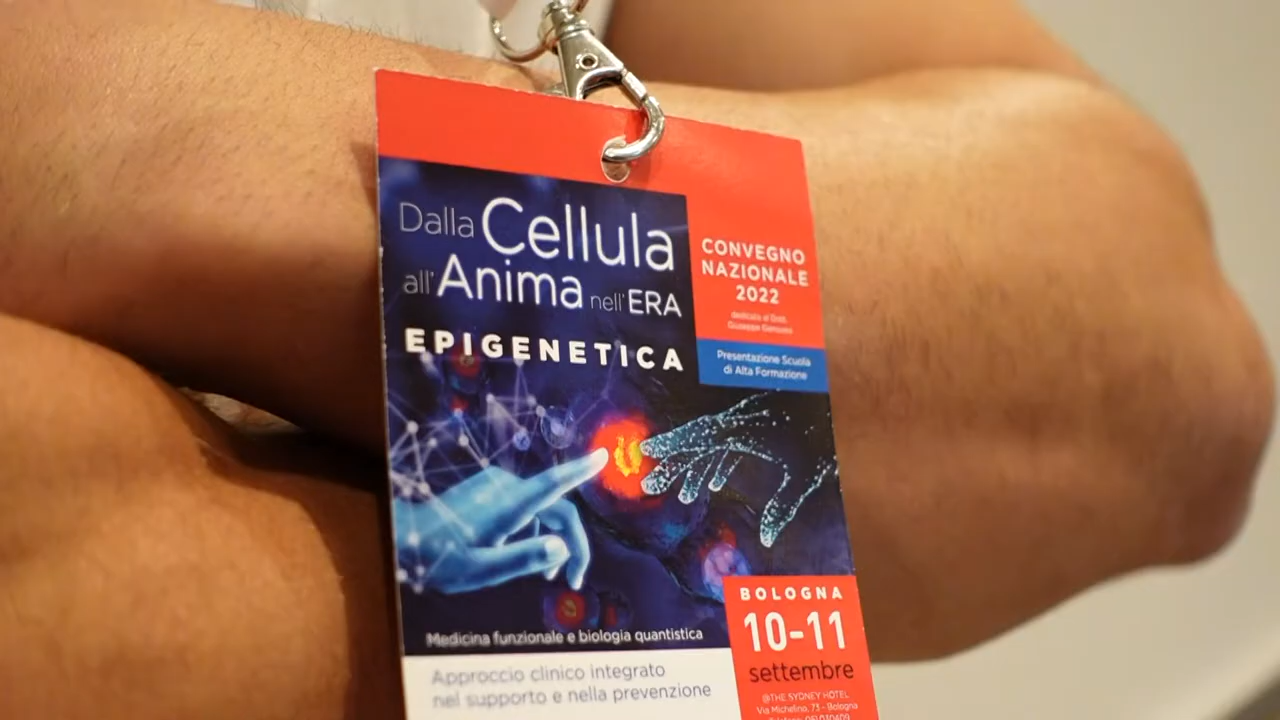 Dalla Cellula
all'Anima nell'ERA
EPIGENETICA
CONVEGNO
NAZIONALE
2022
dedicato al Dott.
Giuseppe Genovesi
Presentazione Scuola
di Alta Formazione
Medicina funzionale e biologia quantistica
Approccio clinico integrato
nel supporto e nella prevenzione
BOLOGNA
10-11
settembre
@THE SYDNEY HOTEL
Via Michelino, 73 - Bologna